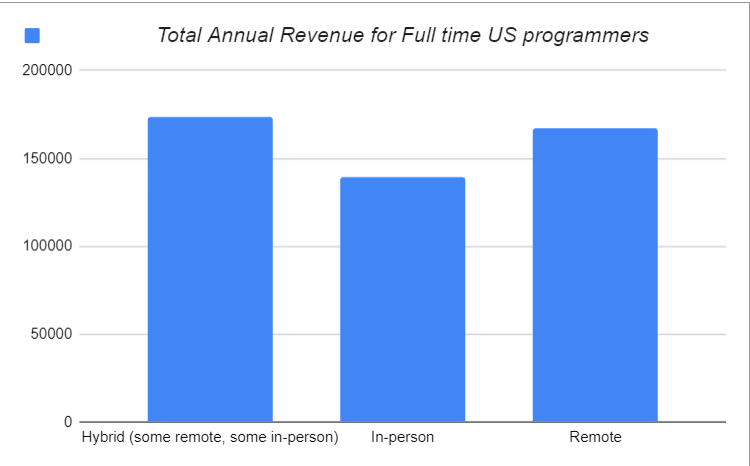 Total Annual Revenue for Full time US programmers
200000
150000
100000
50000
0
Hybrid (some remote, some in-person) In-person Remote